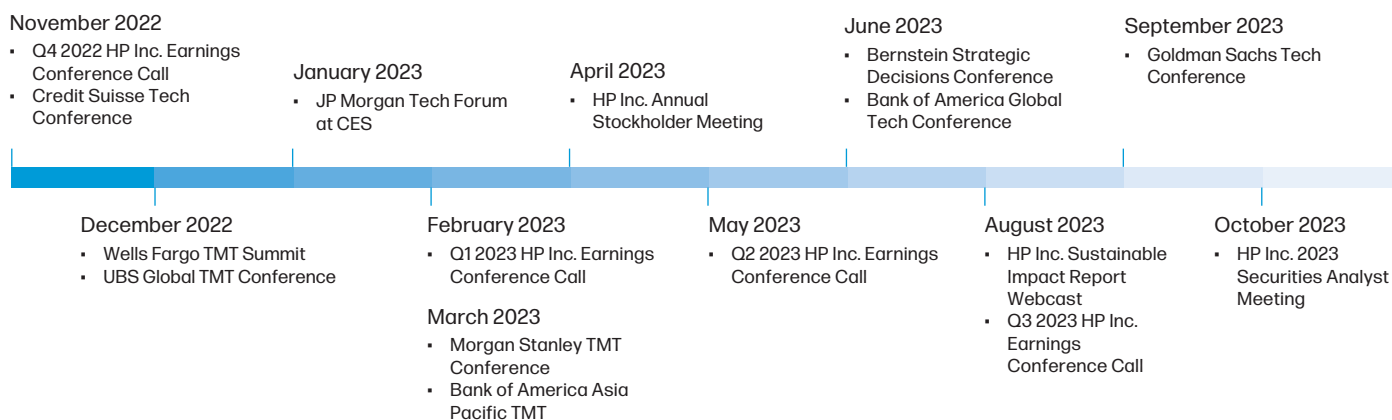 November 2022
▪ Q4 2022 HP Inc. Earnings
Conference Call
▪ Credit Suisse Tech
Conference
January 2023
▪ JP Morgan Tech Forum
at CES
April 2023
▪ HP Inc. Annual
Stockholder Meeting
June 2023
▪ Bernstein Strategic
Decisions Conference
▪ Bank of America Global
Tech Conference
September 2023
▪ Goldman Sachs Tech
Conference
December 2022
▪ Wells Fargo TMT Summit
▪ UBS Global TMT Conference
February 2023
▪ Q1 2023 HP Inc. Earnings
Conference Call
March 2023
▪ Morgan Stanley TMT
Conference
▪ Bank of America Asia
Pacific TMT
May 2023
▪ Q2 2023 HP Inc. Earnings
Conference Call
August 2023
▪ HP Inc. Sustainable
Impact Report
Webcast
▪ Q3 2023 HP Inc.
Earnings
Conference Call
October 2023
▪ HP Inc. 2023
Securities Analyst
Meeting